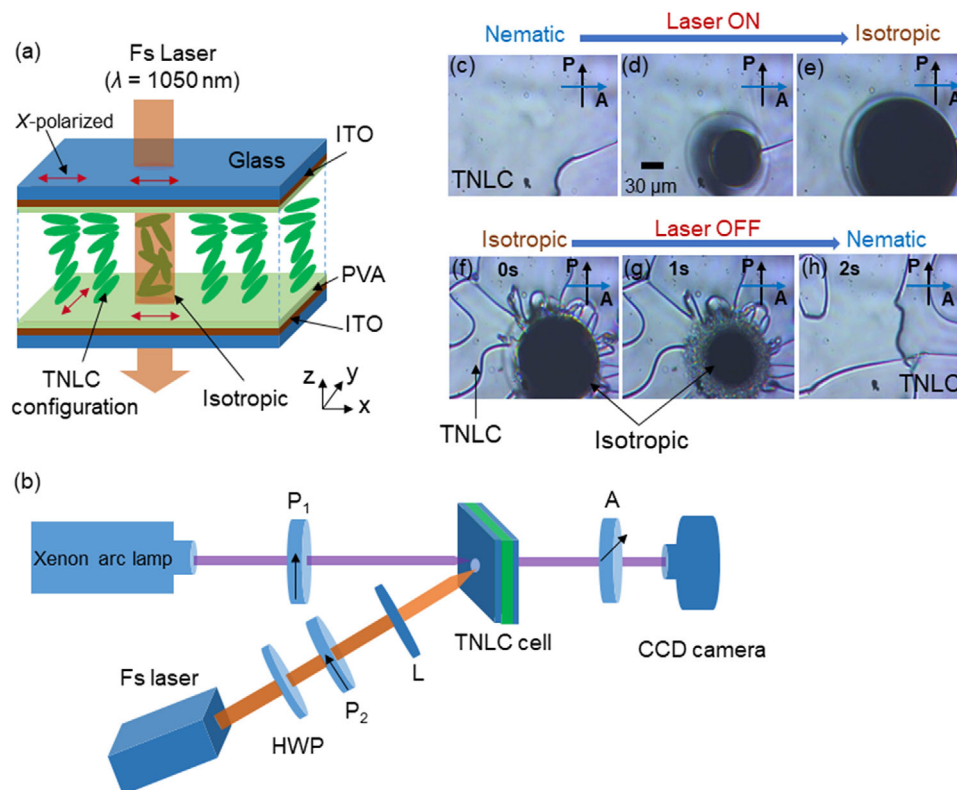 (a)
Fs Laser
(λ = 1050 nm)
X-polarized
ITO
Glass
PVA
ITO
TNLC
configuration
Isotropic
z
y
x
Laser ON
Nematic
Isotropic
(c)
P
A
TNLC
(d)
P
A
30 μm
(e)
P
A
Laser OFF
Isotropic
Nematic
(f)
0s
P
A
(g)
1s
P
A
(h)
2s
P
A
TNLC
TNLC
Isotropic
(b)
P1
A
Xenon arc lamp
TNLC cell
CCD camera
L
Fs laser
P2
HWP